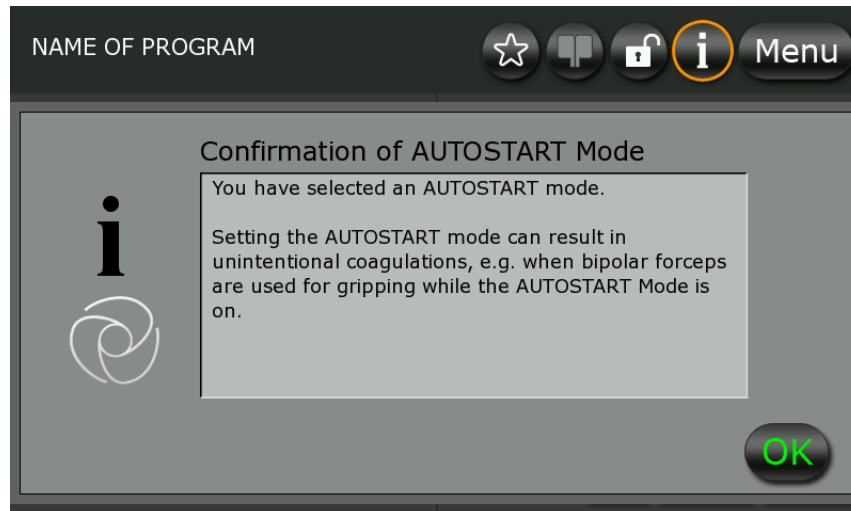 NAME OF PROGRAM
i
Menu
Confirmation of AUTOSTART Mode
i
You have selected an AUTOSTART mode.
Setting the AUTOSTART mode can result in
unintentional coagulations, e.g. when bipolar forceps
are used for gripping while the AUTOSTART Mode is
on.
OK